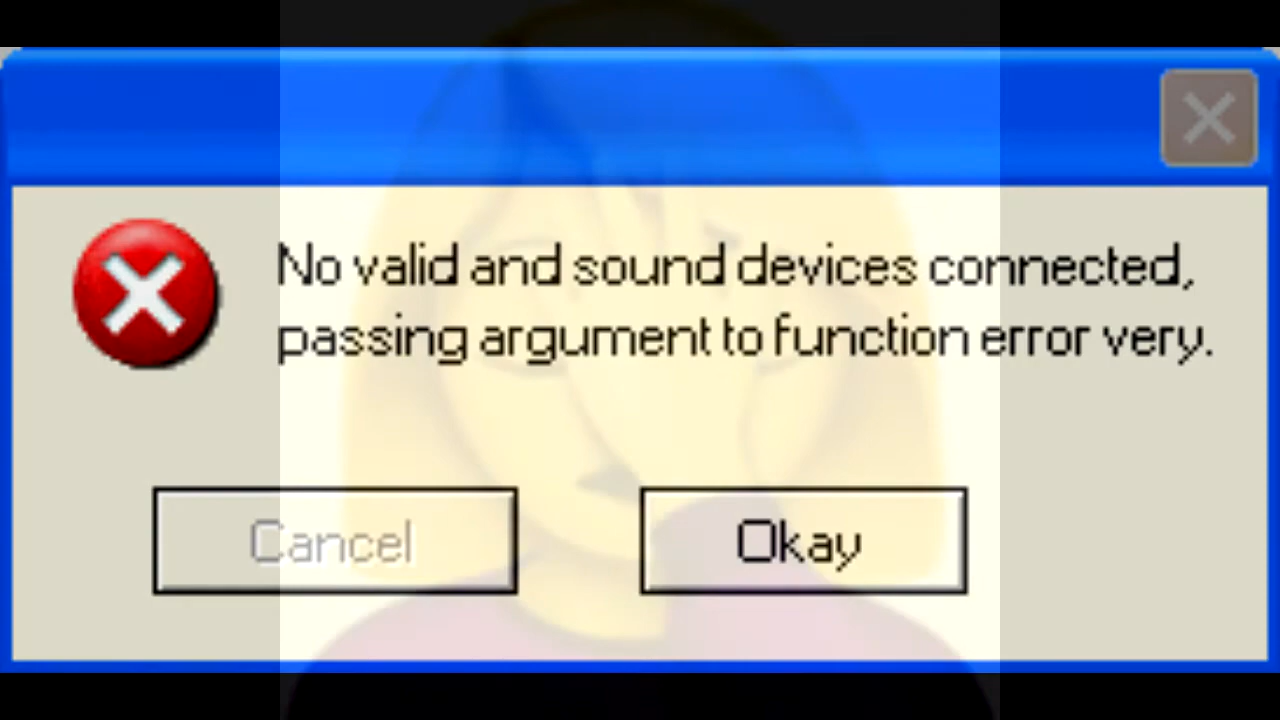 No valid and sound devices connected,
passing argument to function error very.
Cancel
Okay